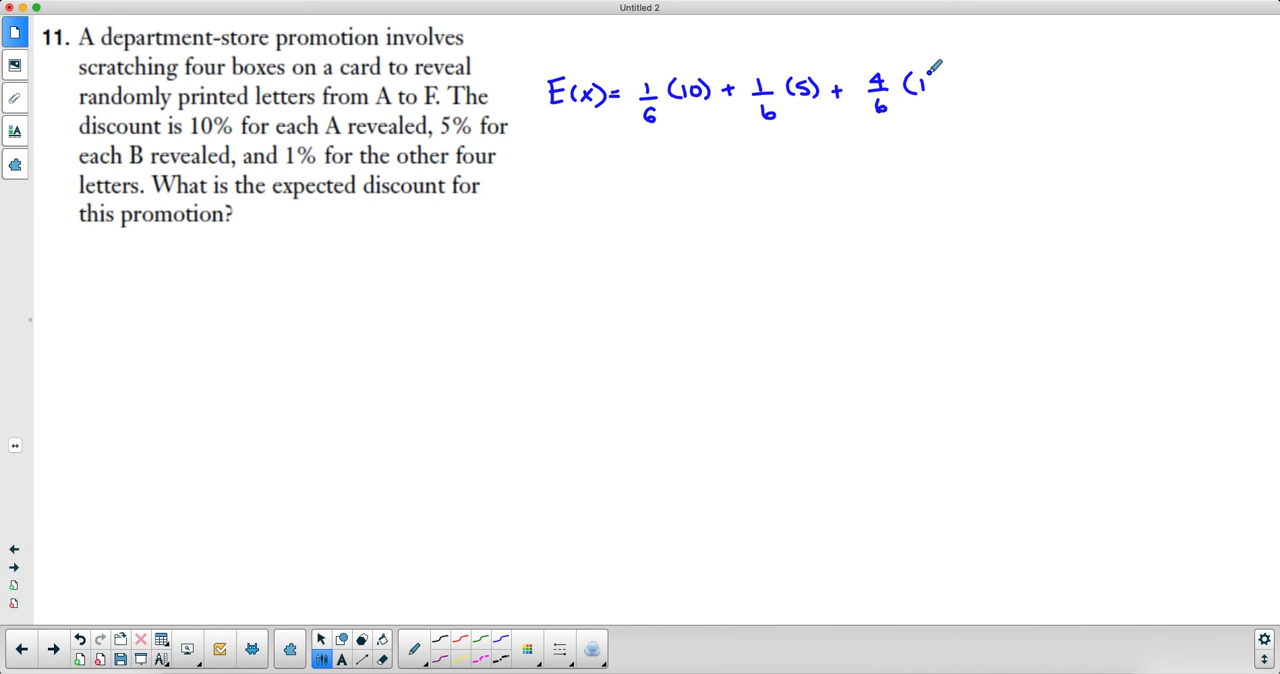 Untitled 2
11. A department-store promotion involves
scratching four boxes on a card to reveal
randomly printed letters from A to F. The
discount is 10% for each A revealed, 5% for
each B revealed, and 1% for the other four
letters. What is the expected discount for
this promotion?
E(x)= 1/6 (10) + 1/6 (5) + 4/6 (1